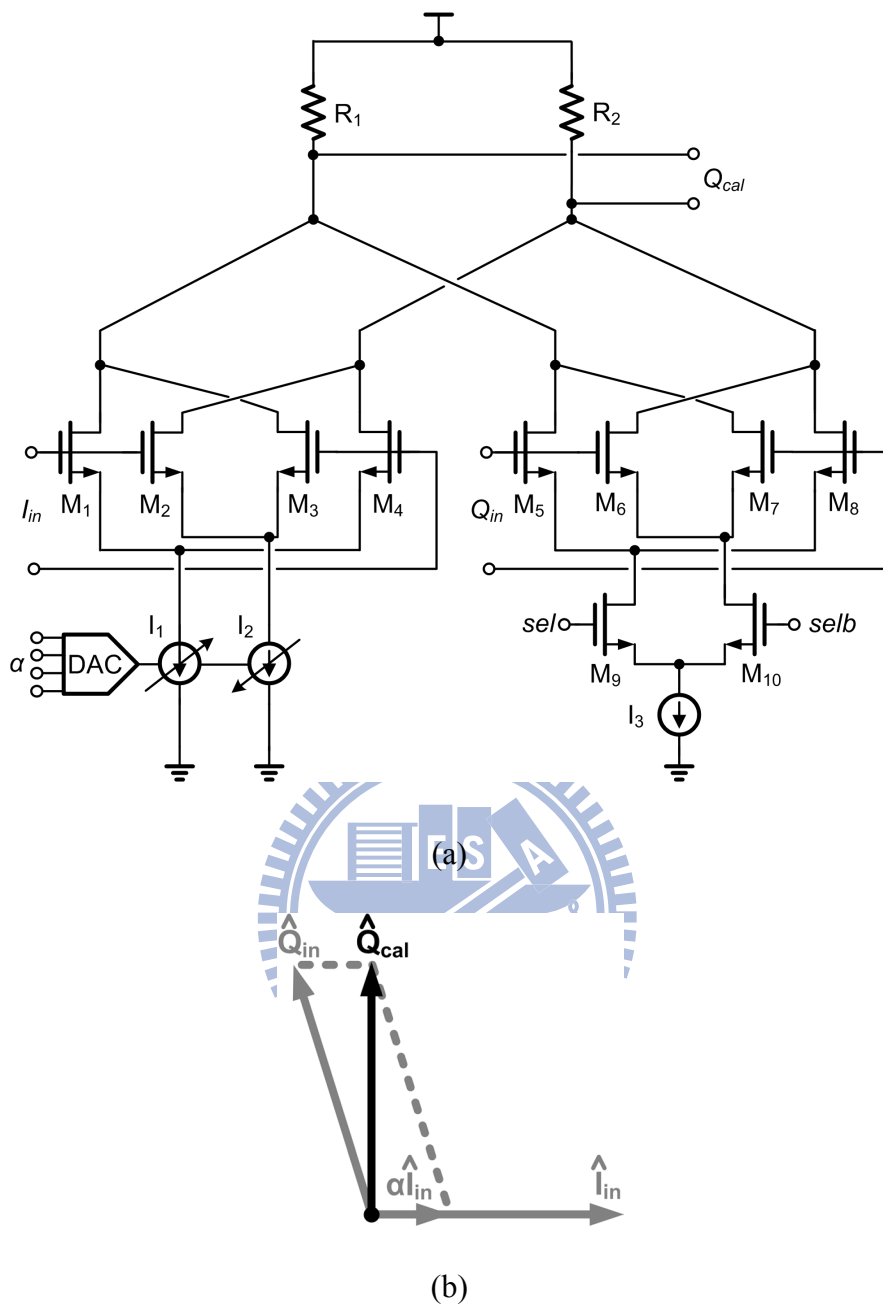 R1
R2
Qcal
Iin
M1
M2
M3
M4
Qin
M5
M6
M7
M8
α
DAC
I1
I2
sel
selb
M9
M10
I3
E S A
(a)
Q̂in
Q̂cal
αÎin
Îin
(b)